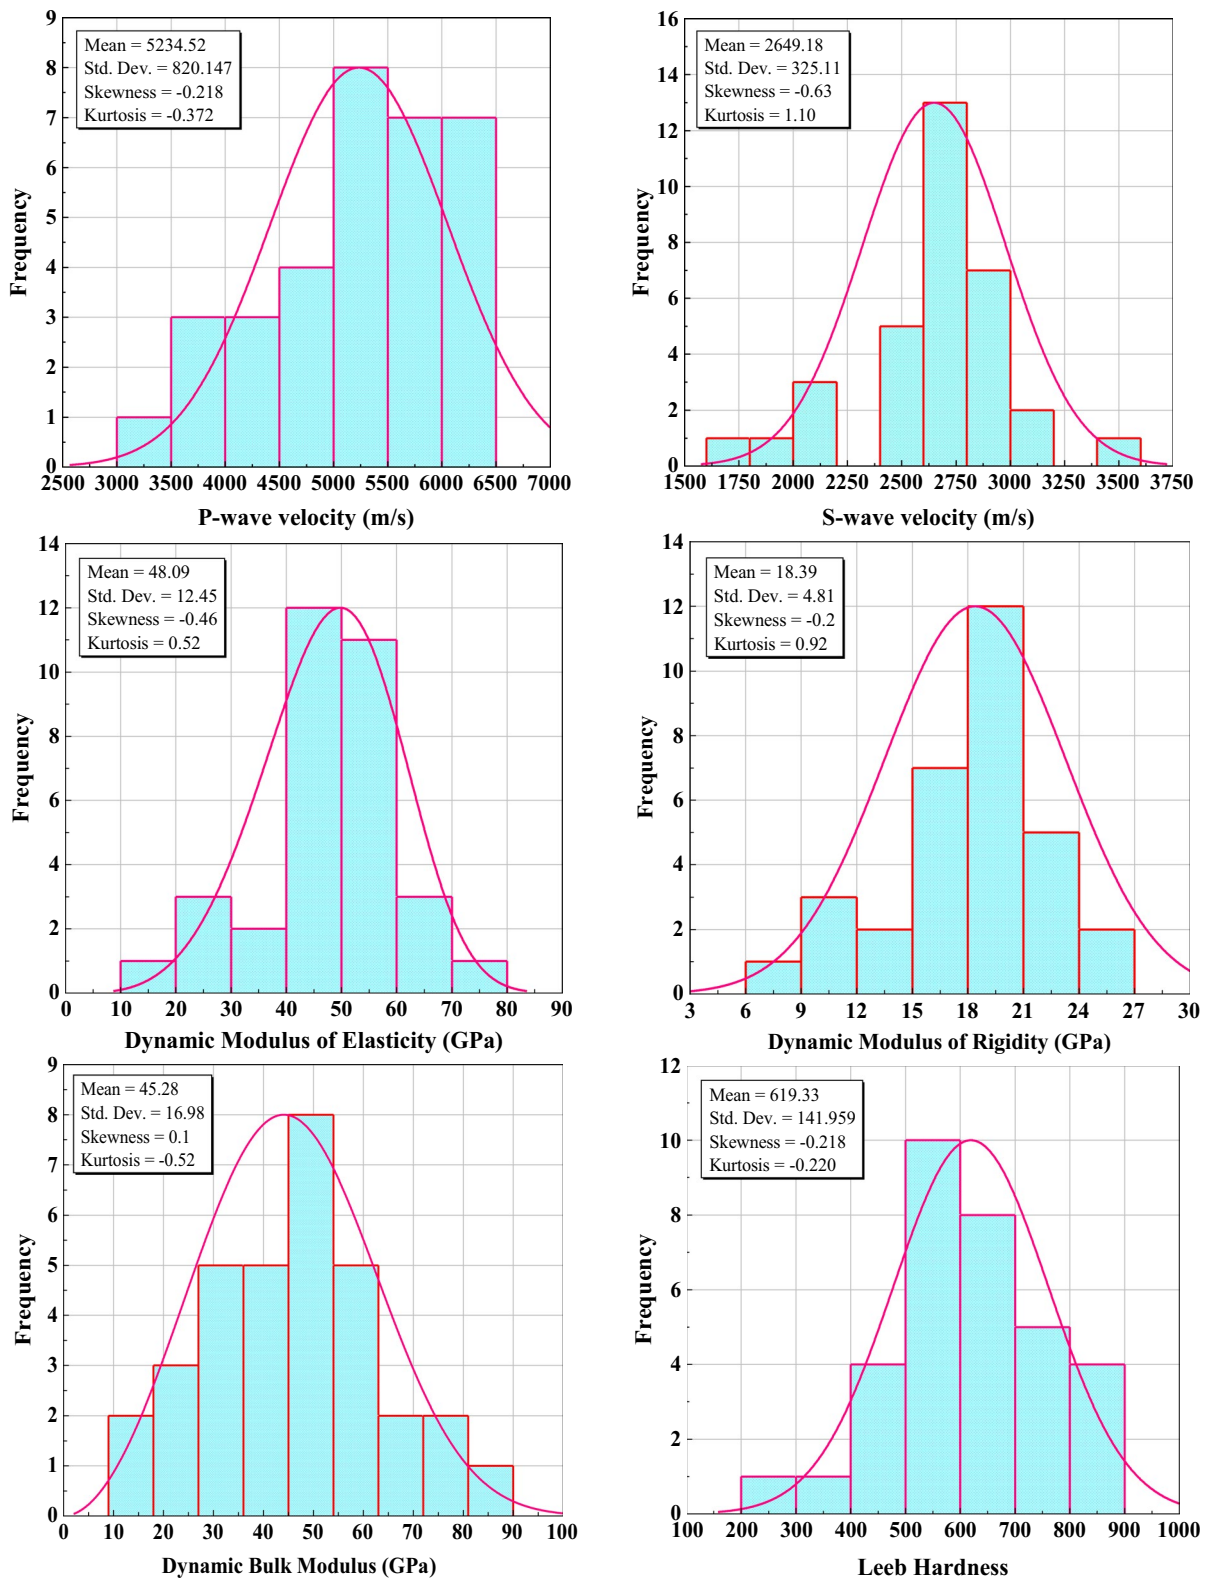 Mean = 5234.52
Std. Dev. = 820.147
Skewness = -0.218
Kurtosis = -0.372
9
8
7
6
5
4
3
2
1
0
Frequency
2500 3000 3500 4000 4500 5000 5500 6000 6500 7000
P-wave velocity (m/s)
Mean = 2649.18
Std. Dev. = 325.11
Skewness = -0.63
Kurtosis = 1.10
16
14
12
10
8
6
4
2
0
Frequency
1500 1750 2000 2250 2500 2750 3000 3250 3500 3750
S-wave velocity (m/s)
Mean = 48.09
Std. Dev. = 12.45
Skewness = -0.46
Kurtosis = 0.52
14
12
10
8
6
4
2
0
Frequency
0 10 20 30 40 50 60 70 80 90
Dynamic Modulus of Elasticity (GPa)
Mean = 18.39
Std. Dev. = 4.81
Skewness = -0.2
Kurtosis = 0.92
14
12
10
8
6
4
2
0
Frequency
3 6 9 12 15 18 21 24 27 30
Dynamic Modulus of Rigidity (GPa)
Mean = 45.28
Std. Dev. = 16.98
Skewness = 0.1
Kurtosis = -0.52
9
8
7
6
5
4
3
2
1
0
Frequency
0 10 20 30 40 50 60 70 80 90 100
Dynamic Bulk Modulus (GPa)
Mean = 619.33
Std. Dev. = 141.959
Skewness = -0.218
Kurtosis = -0.220
12
10
8
6
4
2
0
Frequency
100 200 300 400 500 600 700 800 900 1000
Leeb Hardness